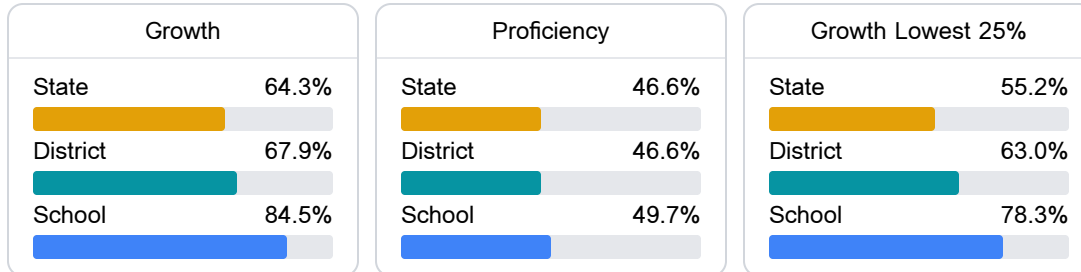 Growth
State 64.3%
District 67.9%
School 84.5%
Proficiency
State 46.6%
District 46.6%
School 49.7%
Growth Lowest 25%
State 55.2%
District 63.0%
School 78.3%